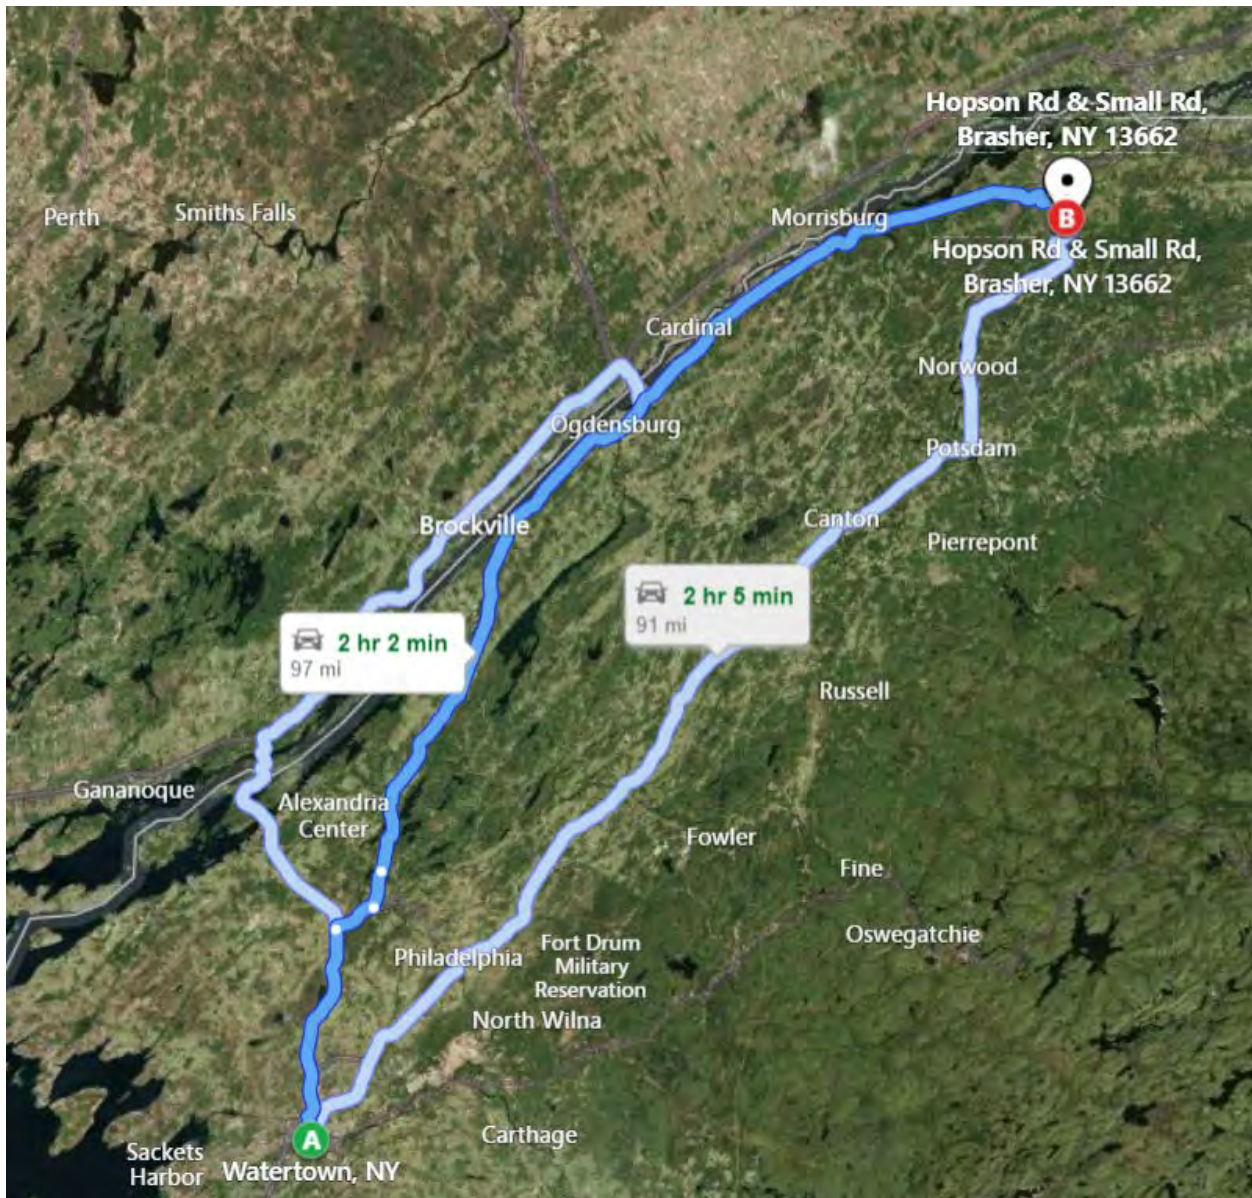 Hopson Rd & Small Rd,
Brasher, NY 13662
Perth
Smiths Falls
Morrisburg
B
Hopson Rd & Small Rd,
Brasher, NY 13662
Cardinal
Norwood
Ogdensburg
Potsdam
Brockville
Canton
Pierrepont
2 hr 5 min
91 mi
2 hr 2 min
97 mi
Russell
Gananoque
Alexandria
Center
Fowler
Fine
Oswegatchie
Philadelphia
Fort Drum
Military
Reservation
North Wilna
A
Carthage
Sackets
Harbor
Watertown, NY